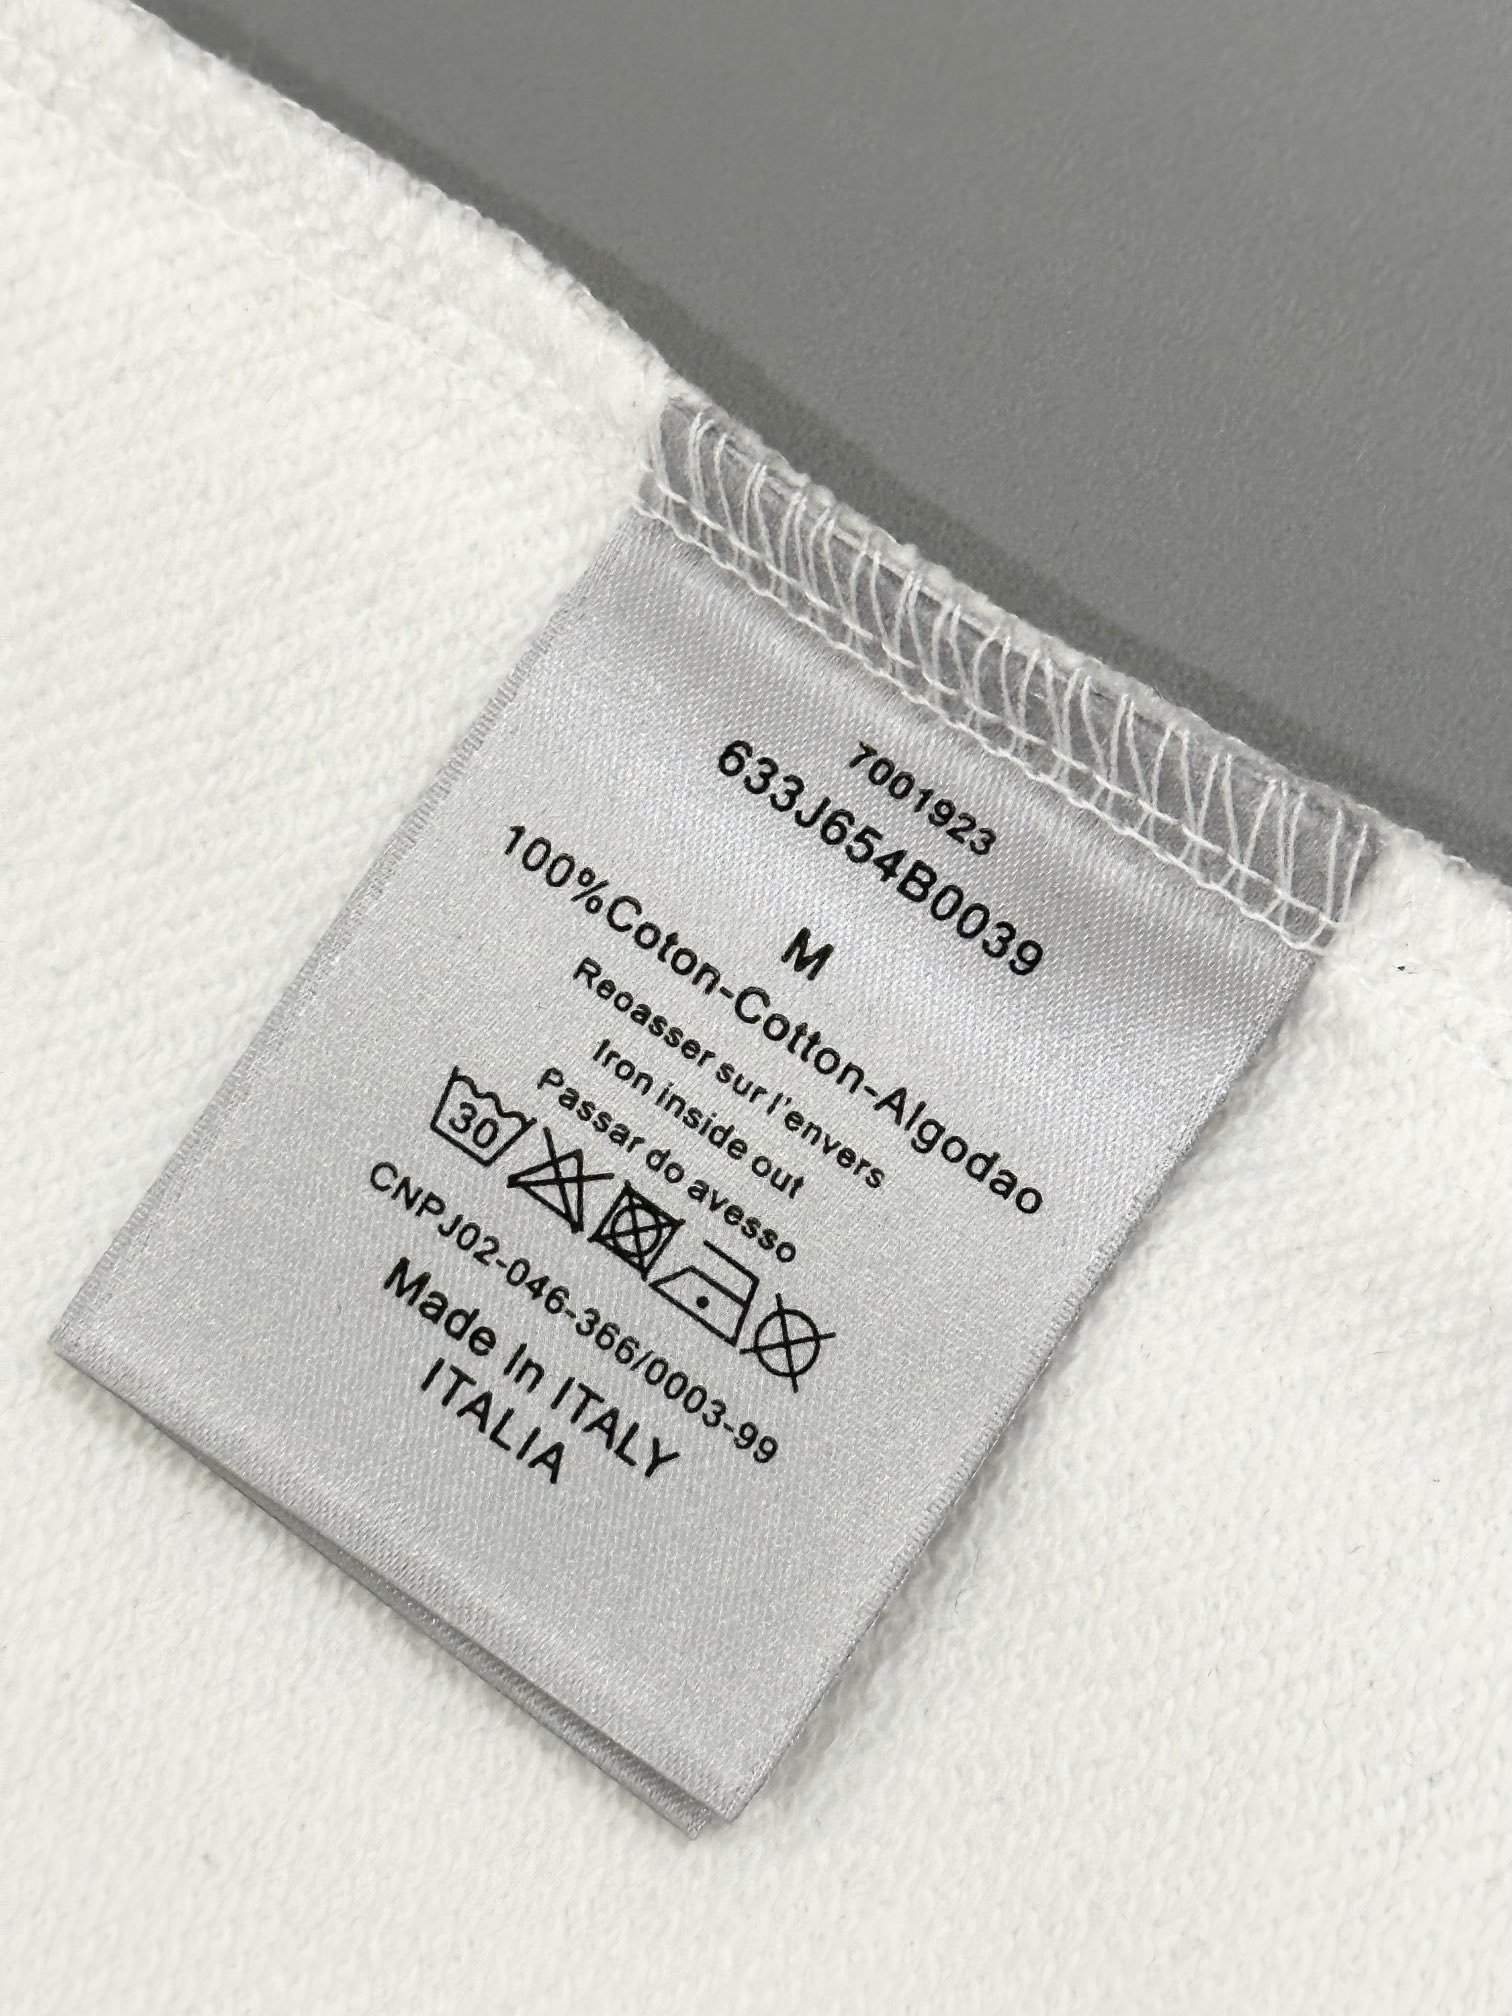 7001923
633J654B0039
M
100%Coton-Cotton-Algodao
Reoasser sur l'envers
Iron inside out
Passar do avesso
30
CNPJ02-046-366/0003-99
Made In ITALY
ITALIA